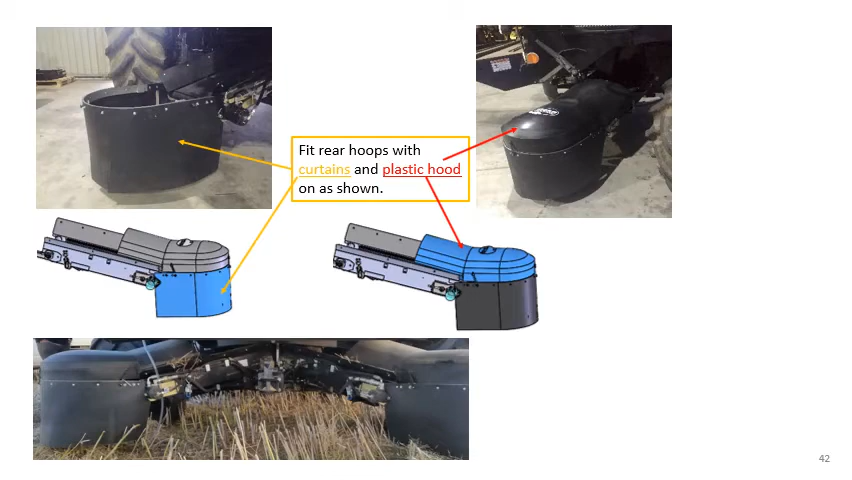 Fit rear hoops with
curtains and plastic hood
on as shown.
42